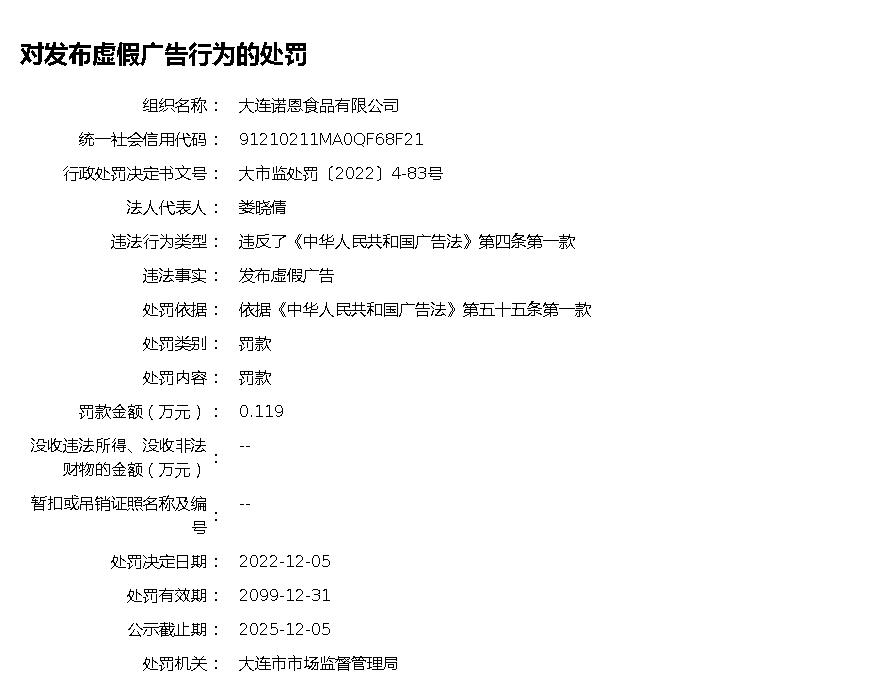 对发布虚假广告行为的处罚
组织名称： 大连诺恩食品有限公司
统一社会信用代码： 91210211MA0QF68F21
行政处罚决定书文号： 大市监处罚〔2022〕4-83号
法人代表人： 娄晓倩
违法行为类型： 违反了《中华人民共和国广告法》第四条第一款
违法事实： 发布虚假广告
处罚依据： 依据《中华人民共和国广告法》第五十五条第一款
处罚类别： 罚款
处罚内容： 罚款
罚款金额（万元）： 0.119
没收违法所得、没收非法 --
财物的金额（万元）：
暂扣或吊销证照名称及编 --
号：
处罚决定日期： 2022-12-05
处罚有效期： 2099-12-31
公示截止期： 2025-12-05
处罚机关： 大连市市场监督管理局